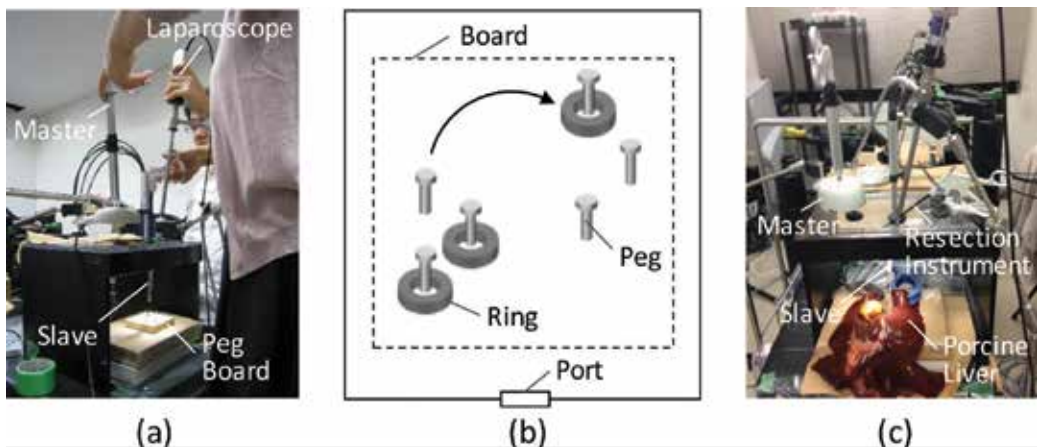 Laparoscope
Master
Slave
Peg
Board
(a)
Board
Peg
Ring
Port
(b)
Master
Resection
Instrument
Slave
Porcine
Liver
(c)